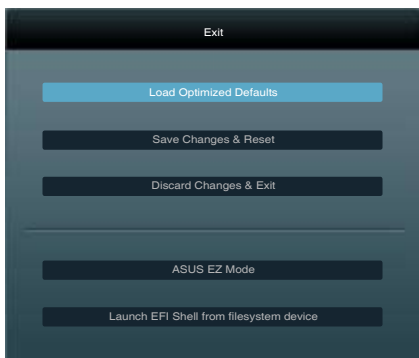 Exit
Load Optimized Defaults
Save Changes & Reset
Discard Changes & Exit
ASUS EZ Mode
Launch EFI Shell from filesystem device